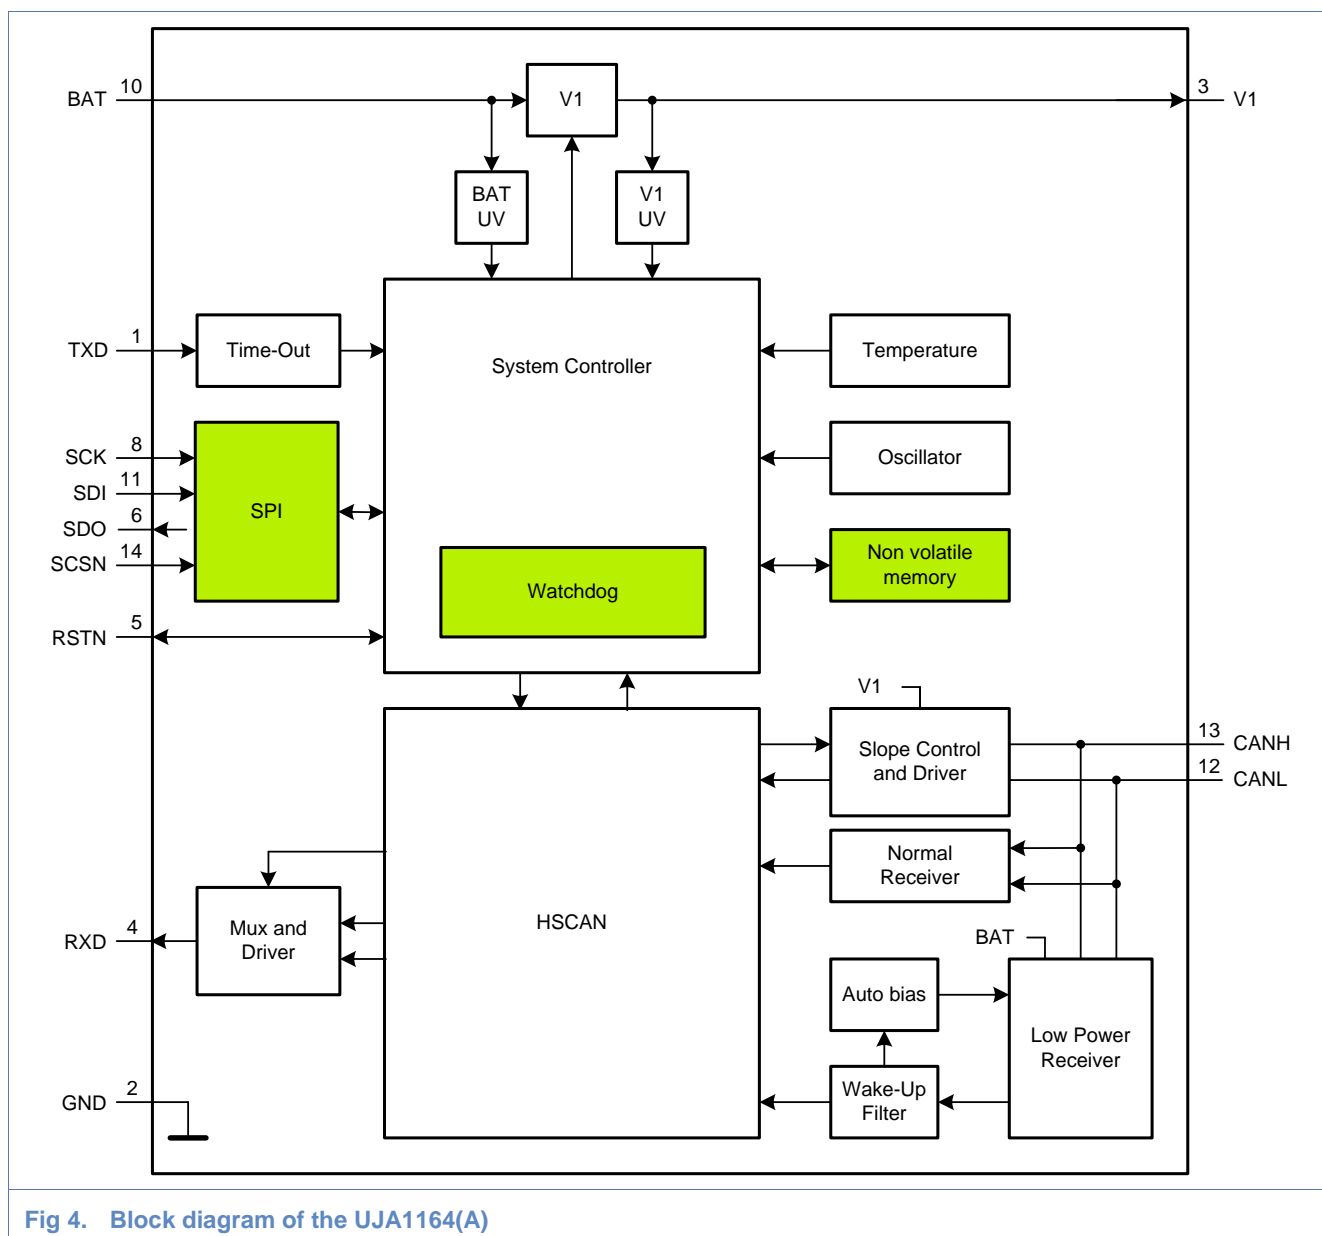 BAT 10
V1
3 V1
BAT
UV
V1
UV
TXD 1
Time-Out
System Controller
Temperature
SCK 8
SDI 11
SDO 6
SCSN 14
SPI
Oscillator
Non volatile
memory
Watchdog
RSTN 5
V1
Slope Control
and Driver
13 CANH
12 CANL
Normal
Receiver
HSCAN
Mux and
Driver
RXD 4
BAT
Auto bias
Low Power
Receiver
Wake-Up
Filter
GND 2
Fig 4. Block diagram of the UJA1164(A)